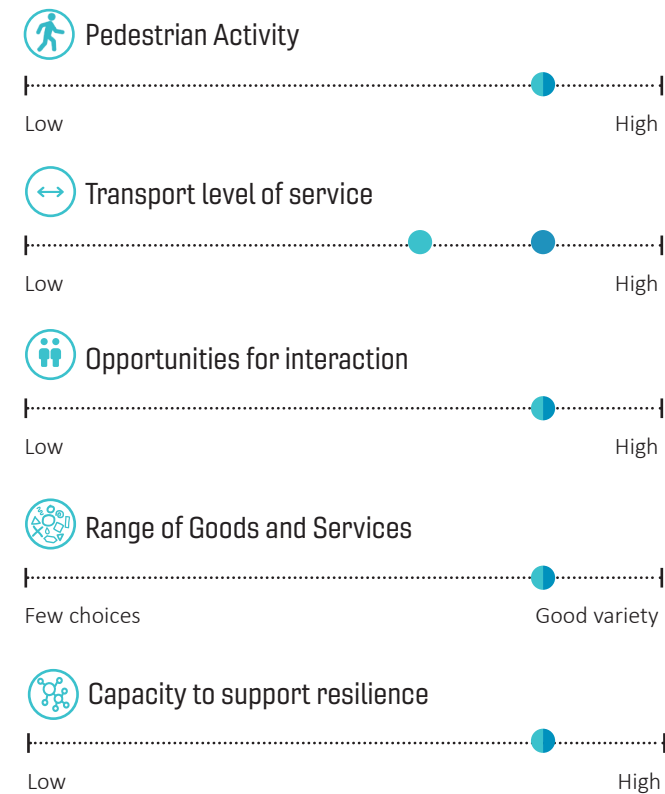 Pedestrian Activity
Low High
Transport level of service
Low High
Opportunities for interaction
Low High
Range of Goods and Services
Few choices Good variety
Capacity to support resilience
Low High